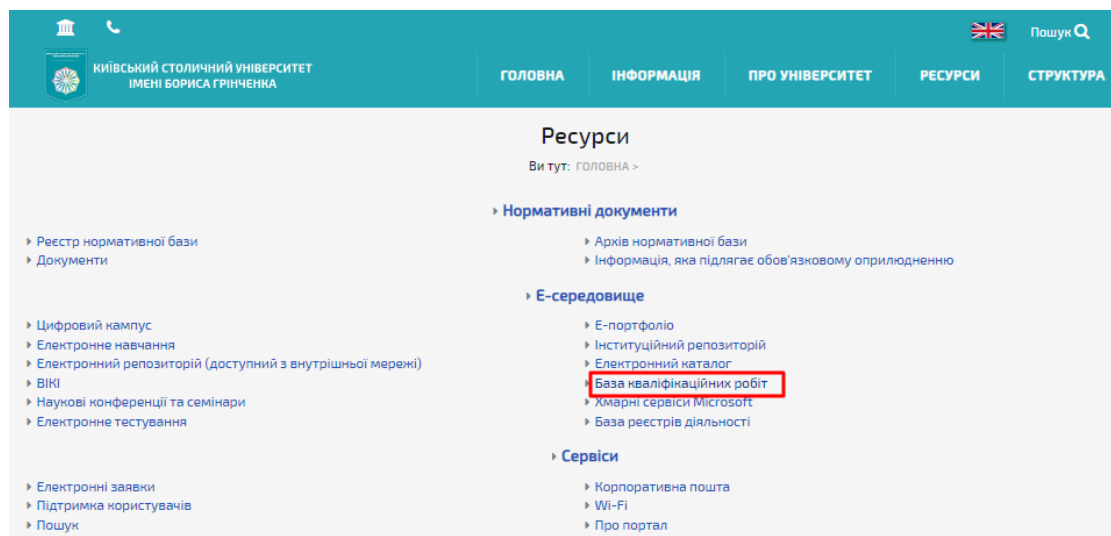 Пошук
КИЇВСЬКИЙ СТОЛИЧНИЙ УНІВЕРСИТЕТ
ІМЕНІ БОРИСА ГРІНЧЕНКА
ГОЛОВНА
ІНФОРМАЦІЯ
ПРО УНІВЕРСИТЕТ
РЕСУРСИ
СТРУКТУРА
Ресурси
Ви тут: ГОЛОВНА >
Нормативні документи
Реєстр нормативної бази
Архів нормативної бази
Документи
Інформація, яка підлягає обов'язковому оприлюдненню
Е-середовище
Цифровий кампус
Е-портфоліо
Електронне навчання
Інституційний репозиторій
Електронний репозиторій (доступний з внутрішньої мережі)
Електронний каталог
ВІКІ
База кваліфікаційних робіт
Наукові конференції та семінари
Хмарні сервіси Microsoft
Електронне тестування
База реєстрів діяльності
Сервіси
Електронні заявки
Корпоративна пошта
Підтримка користувачів
Wi-Fi
Пошук
Про портал